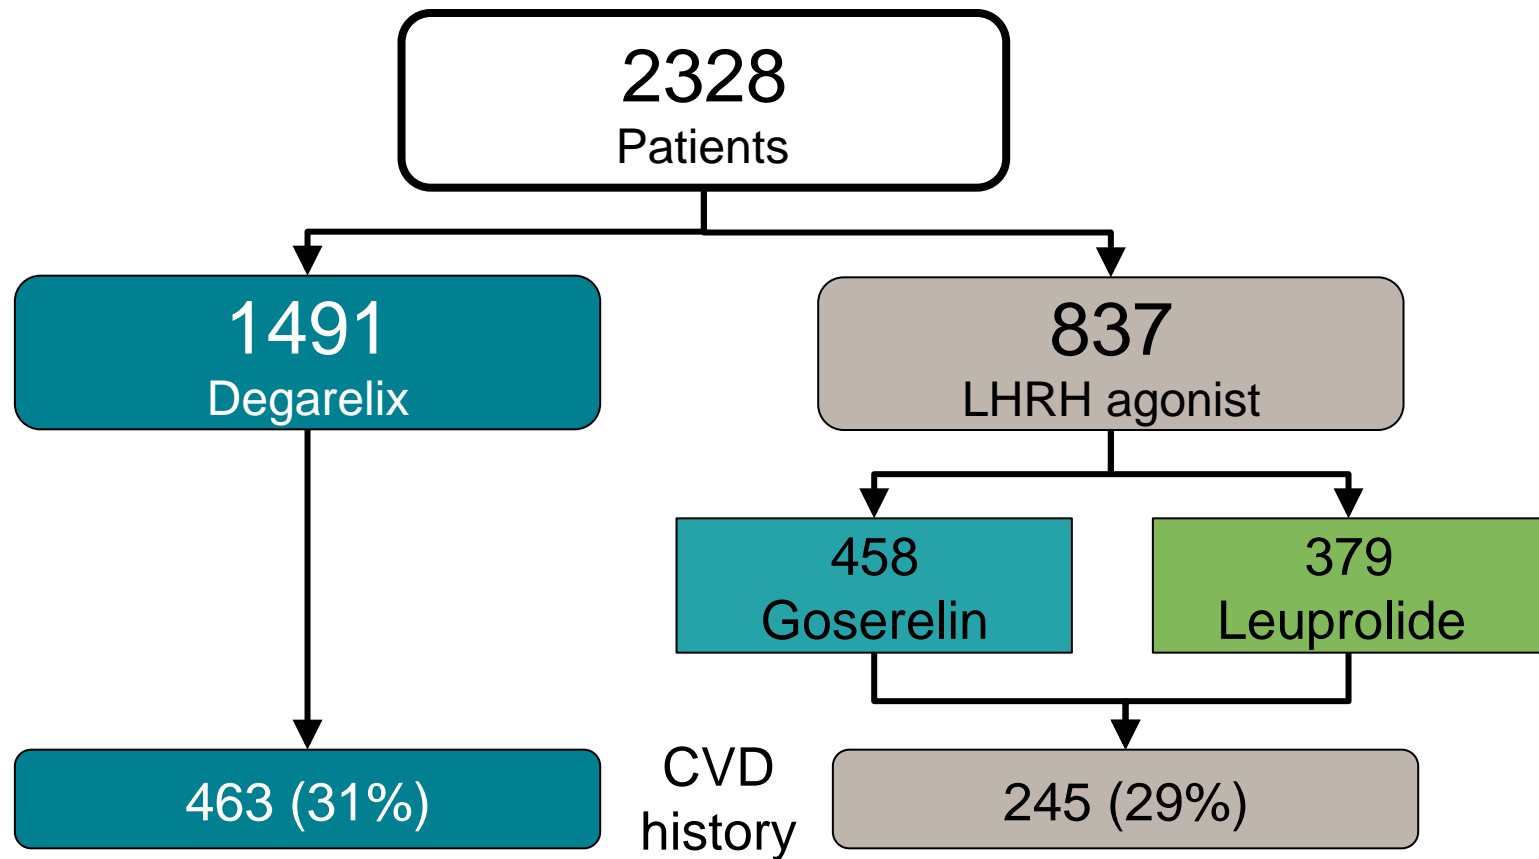 2328
Patients
1491
Degarelix
837
LHRH agonist
458
Goserelin
379
Leuprolide
463 (31%)
CVD
history
245 (29%)